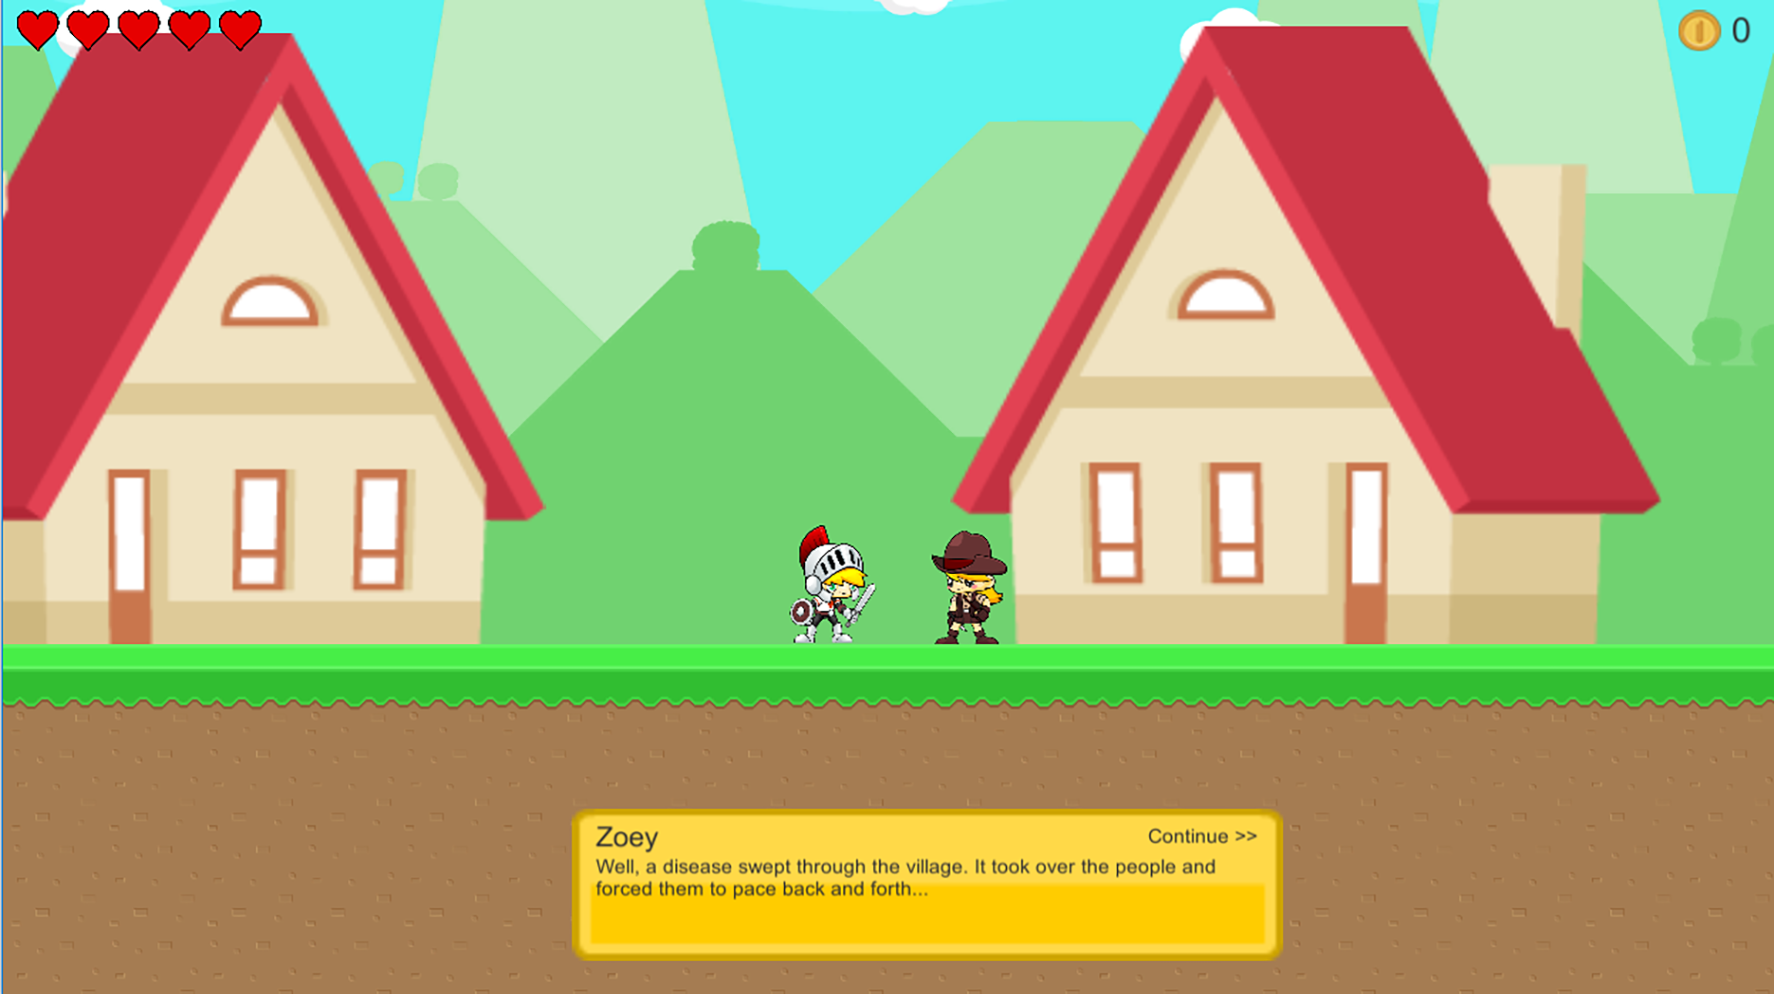 0
Zoey
Continue >>
Well, a disease swept through the village. It took over the people and
forced them to pace back and forth...